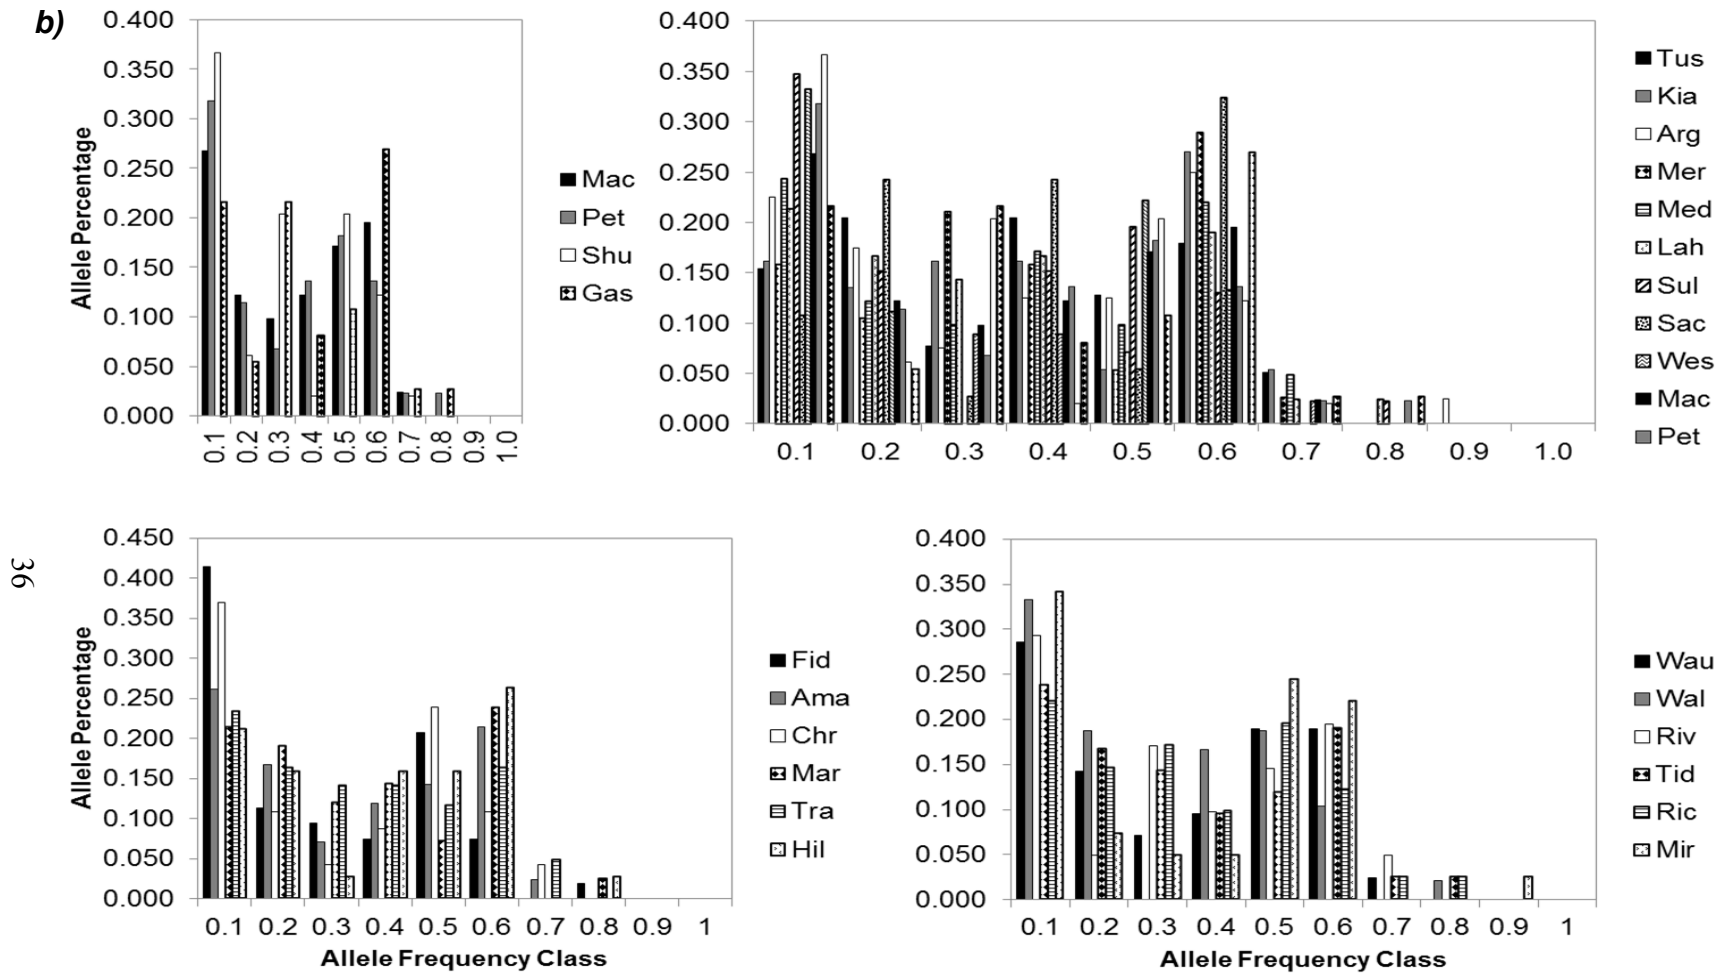 b)
Allele Percentage
0.400
0.350
0.300
0.250
0.200
0.150
0.100
0.050
0.000
0.1 0.2 0.3 0.4 0.5 0.6 0.7 0.8 0.9 1.0
Mac
Pet
Shu
Gas
0.400
0.350
0.300
0.250
0.200
0.150
0.100
0.050
0.000
0.1 0.2 0.3 0.4 0.5 0.6 0.7 0.8 0.9 1.0
Tus
Kia
Arg
Mer
Med
Lah
Sul
Sac
Wes
Mac
Pet
36
Allele Percentage
0.450
0.400
0.350
0.300
0.250
0.200
0.150
0.100
0.050
0.000
0.1 0.2 0.3 0.4 0.5 0.6 0.7 0.8 0.9 1
Allele Frequency Class
Fid
Ama
Chr
Mar
Tra
Hil
0.400
0.350
0.300
0.250
0.200
0.150
0.100
0.050
0.000
0.1 0.2 0.3 0.4 0.5 0.6 0.7 0.8 0.9 1
Allele Frequency Class
Wau
Wal
Riv
Tid
Ric
Mir